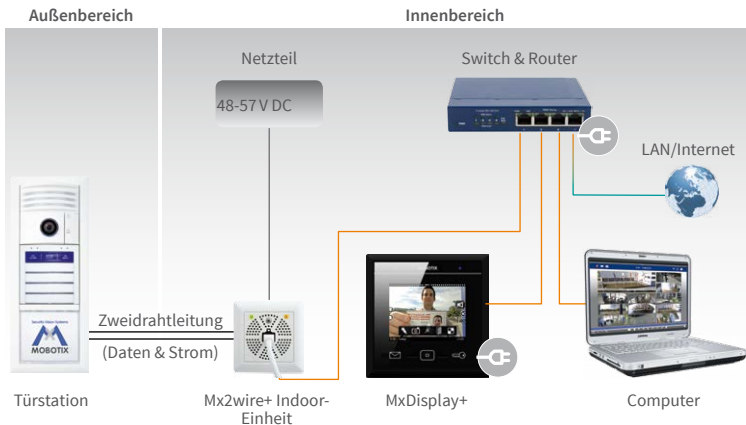 Außenbereich
Innenbereich
Netzteil
Switch & Router
48-57 V DC
LAN/Internet
Zweidrahtleitung
(Daten & Strom)
MOBOTIX
Türstation
Mx2wire+ Indoor-
Einheit
MxDisplay+
Computer